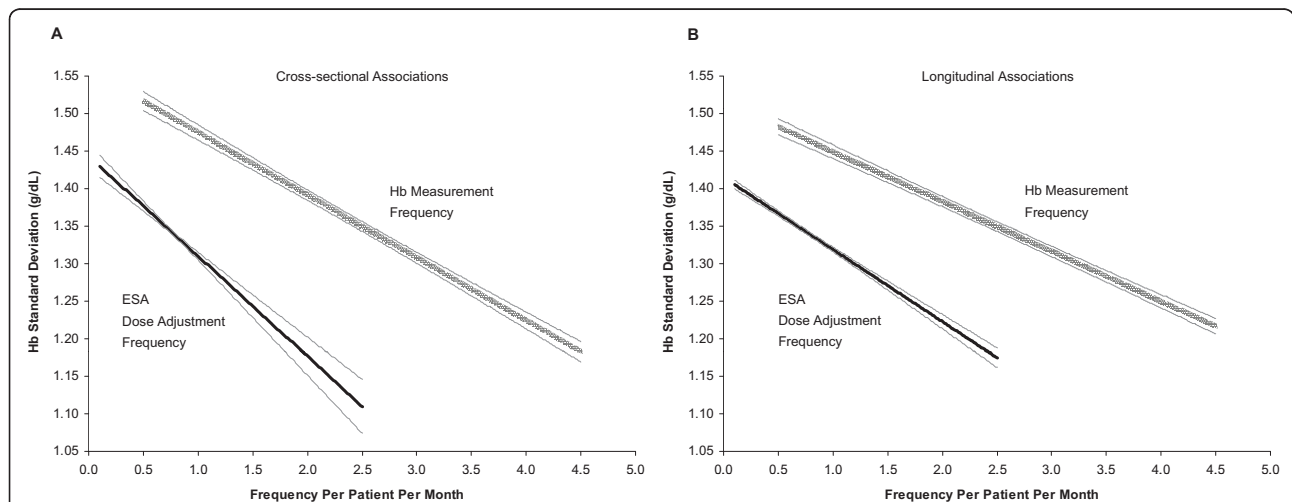 A
Cross-sectional Associations
Hb Standard Deviation (g/dL)
1.55
1.50
1.45
1.40
1.35
1.30
1.25
1.20
1.15
1.10
1.05
Hb Measurement
Frequency
ESA
Dose Adjustment
Frequency
0.0 0.5 1.0 1.5 2.0 2.5 3.0 3.5 4.0 4.5 5.0
Frequency Per Patient Per Month
B
Longitudinal Associations
Hb Standard Deviation (g/dL)
1.55
1.50
1.45
1.40
1.35
1.30
1.25
1.20
1.15
1.10
1.05
Hb Measurement
Frequency
ESA
Dose Adjustment
Frequency
0.0 0.5 1.0 1.5 2.0 2.5 3.0 3.5 4.0 4.5 5.0
Frequency Per Patient Per Month